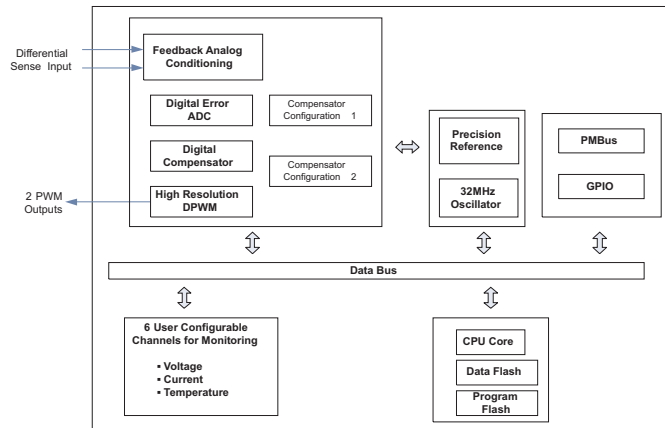 Differential
Sense Input
Feedback Analog
Conditioning
Digital Error
ADC
Compensator
Configuration 1
Digital
Compensator
Compensator
Configuration 2
2 PWM
Outputs
High Resolution
DPWM
Precision
Reference
32MHz
Oscillator
PMBus
GPIO
Data Bus
6 User Configurable
Channels for Monitoring
▪ Voltage
▪ Current
▪ Temperature
CPU Core
Data Flash
Program
Flash